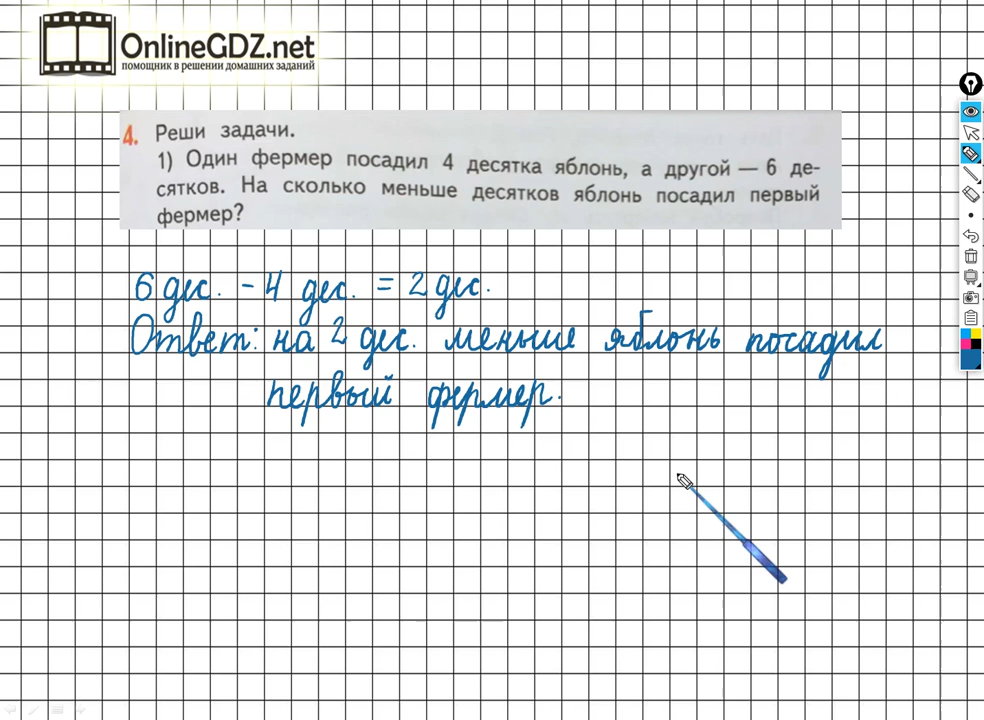 OnlineGDZ.net
помощник в решении домашних заданий
4. Реши задачи.
1) Один фермер посадил 4 десятка яблонь, а другой — 6 де-
сятков. На сколько меньше десятков яблонь посадил первый
фермер?
6 дес. - 4 дес. = 2 дес.
Ответ: на 2 дес. меньше яблонь посадил
первый фермер.